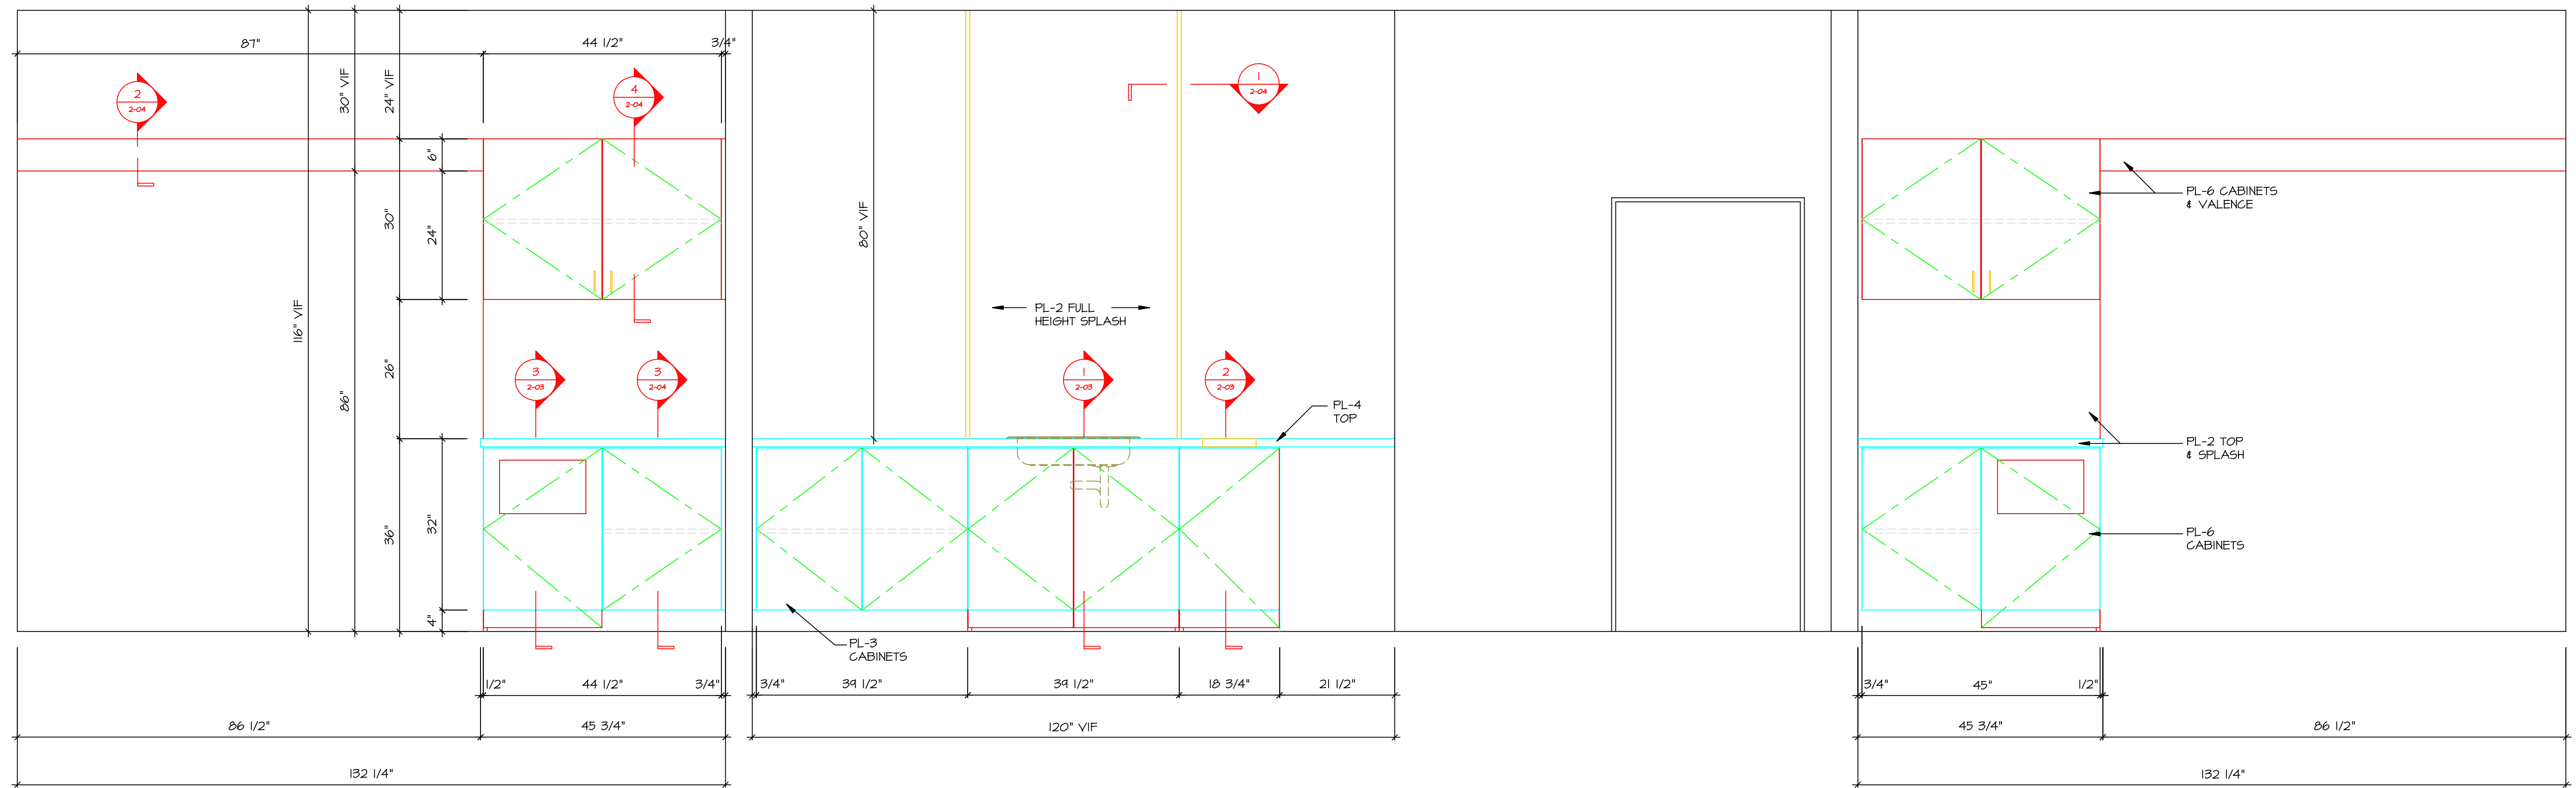 87"
44 1/2"
3/4"
2
2-04
4
2-04
1
2-04
30" VIF
24" VIF
6"
30"
24"
80" VIF
116" VIF
86"
26"
PL-2 FULL
HEIGHT SPLASH
PL-6 CABINETS
& VALENCE
3
2-03
3
2-04
1
2-03
2
2-03
PL-4
TOP
PL-2 TOP
& SPLASH
36"
32"
4"
PL-6
CABINETS
PL-3
CABINETS
1/2"
44 1/2"
3/4"
3/4"
39 1/2"
39 1/2"
18 3/4"
21 1/2"
3/4"
45"
1/2"
86 1/2"
45 3/4"
120" VIF
45 3/4"
86 1/2"
132 1/4"
132 1/4"